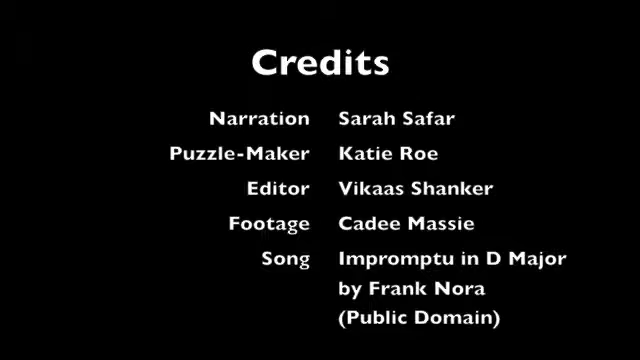 Credits
Narration Sarah Safar
Puzzle-Maker Katie Roe
Editor Vikaas Shanker
Footage Cadee Massie
Song Impromptu in D Major
by Frank Nora
(Public Domain)